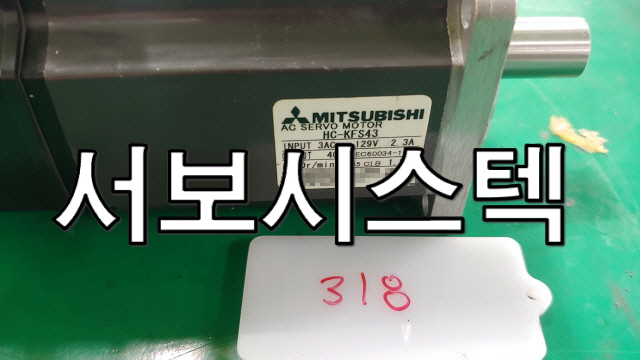 MITSUBISHI
AC SERVO MOTOR
HC-KFS43
INPUT 3AC 129V 2.3A
IEC60034-1
r/min
서보시스텍
318